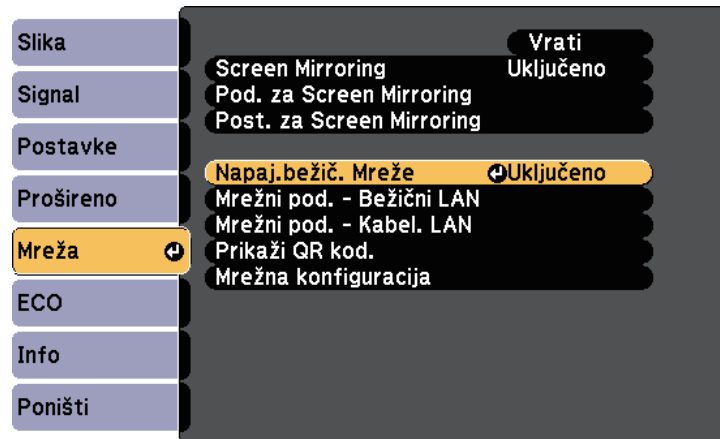 Slika
Signal
Postavke
Prošireno
Mreža
ECO
Info
Poništi
Vrati
Screen Mirroring Uključeno
Pod. za Screen Mirroring
Post. za Screen Mirroring
Napaj.bežič. Mreže Uključeno
Mrežni pod. - Bežični LAN
Mrežni pod. - Kabel. LAN
Prikaži QR kod.
Mrežna konfiguracija